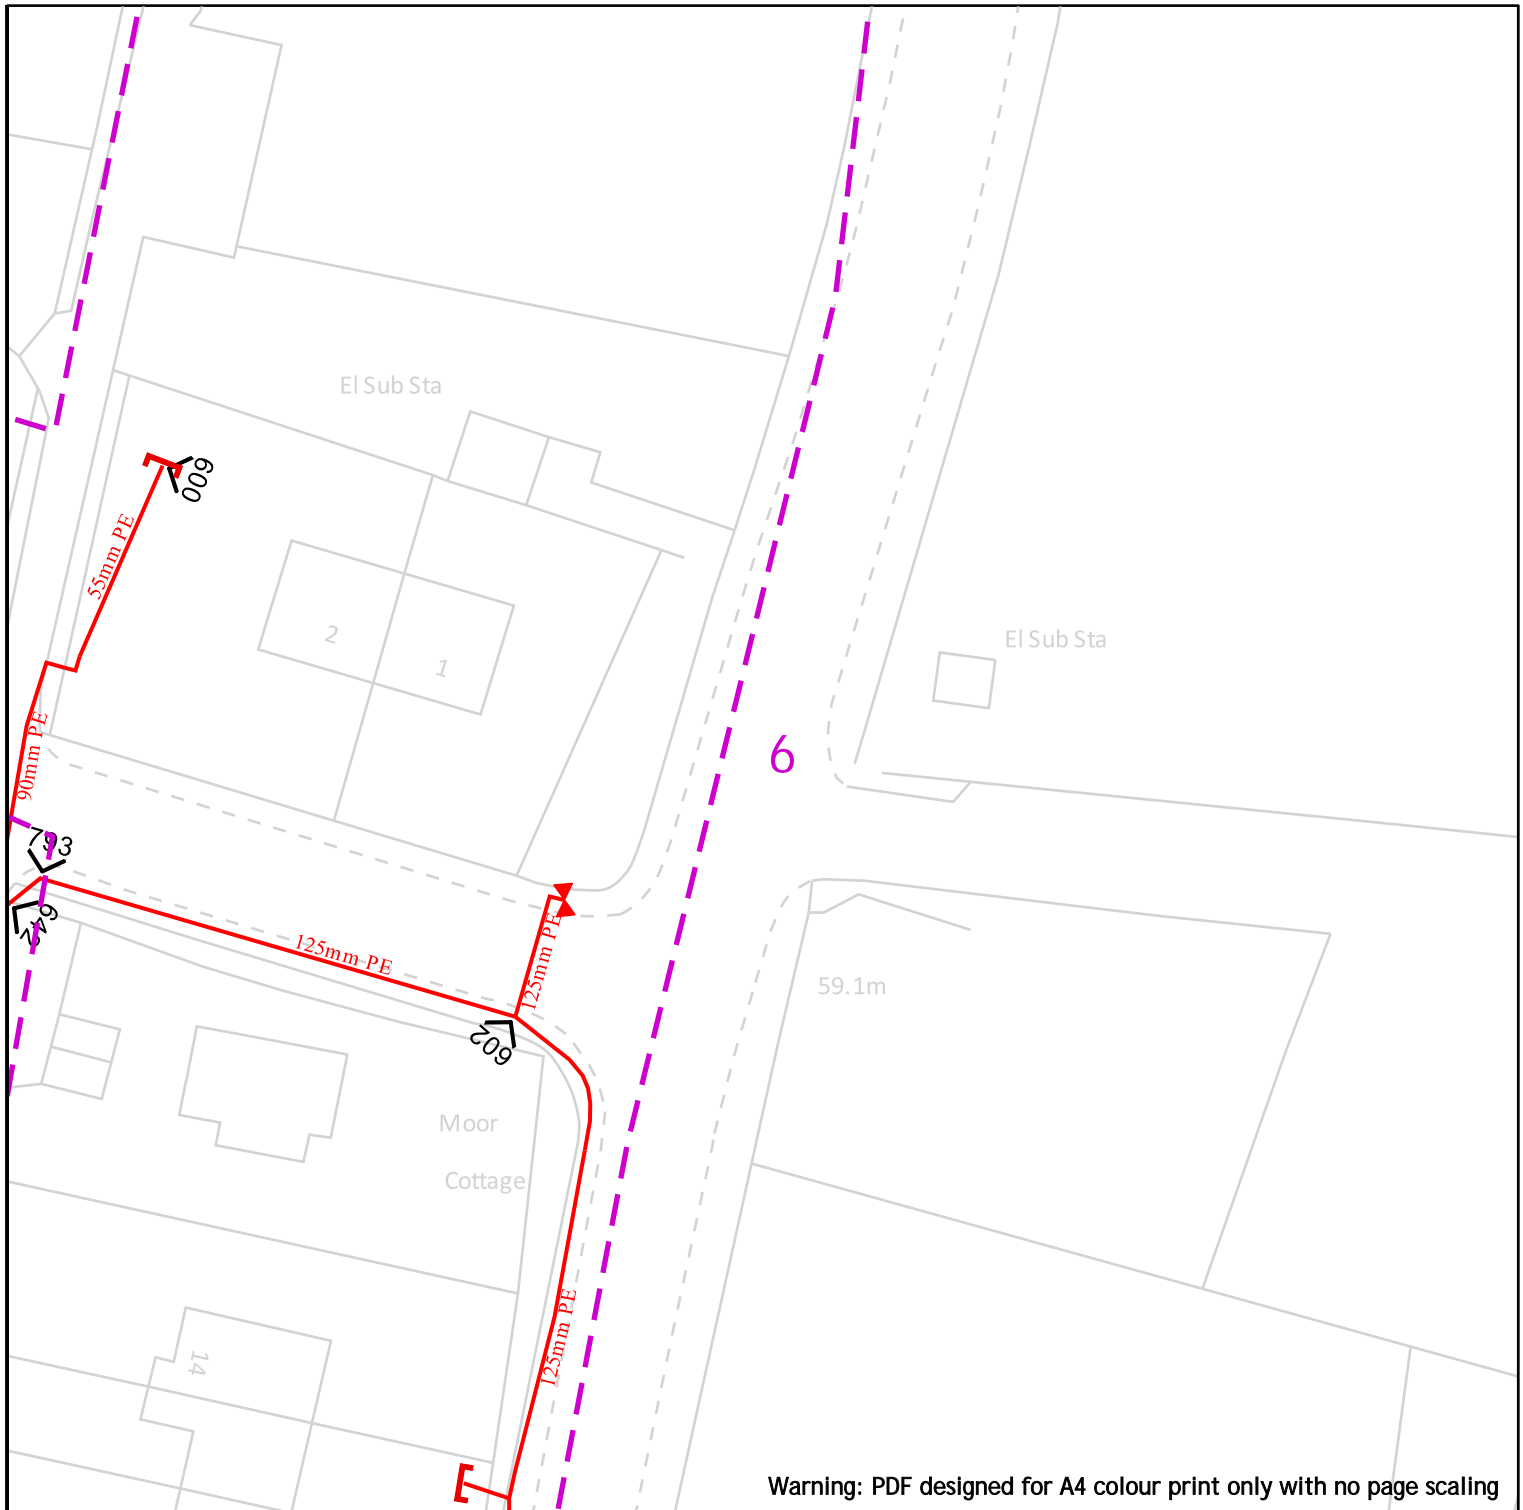 El Sub Sta
600
55mm PE
2
1
El Sub Sta
90mm PE
6
793
642
125mm PE
125mm PE
602
59.1m
Moor
Cottage
125mm PE
14
Warning: PDF designed for A4 colour print only with no page scaling